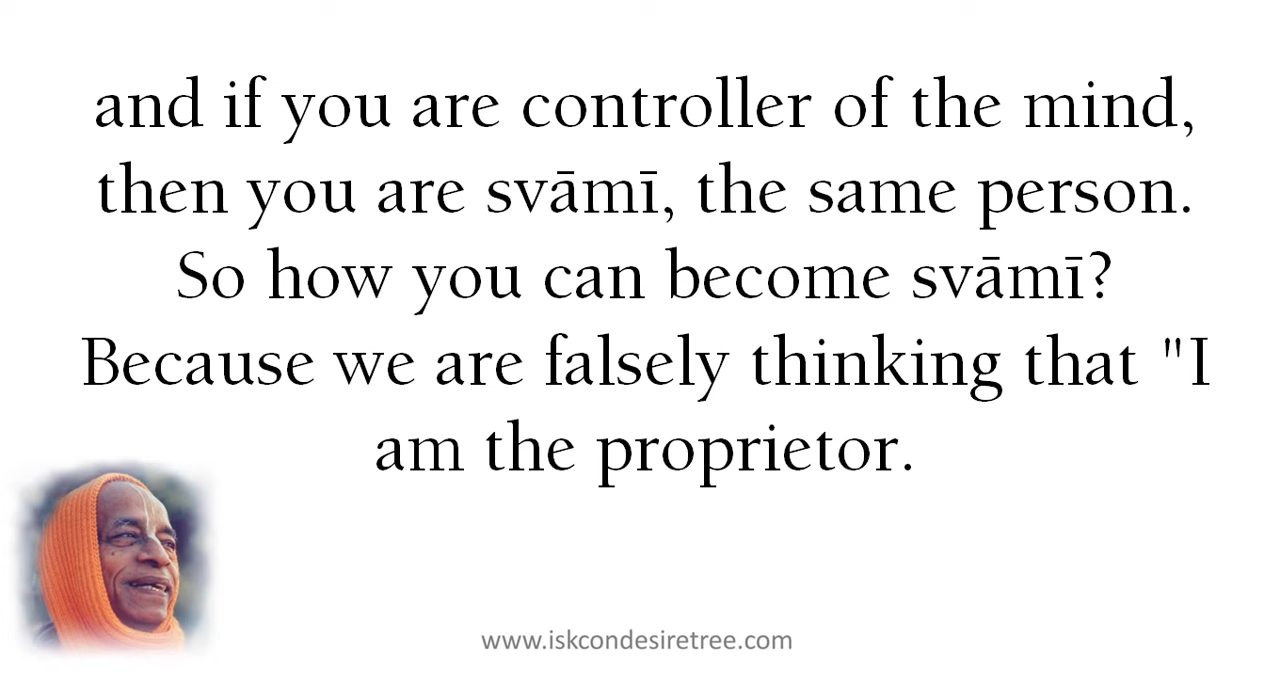 and if you are controller of the mind,
then you are svāmī, the same person.
So how you can become svāmī?
Because we are falsely thinking that "I
am the proprietor.
www.iskcondesiretree.com